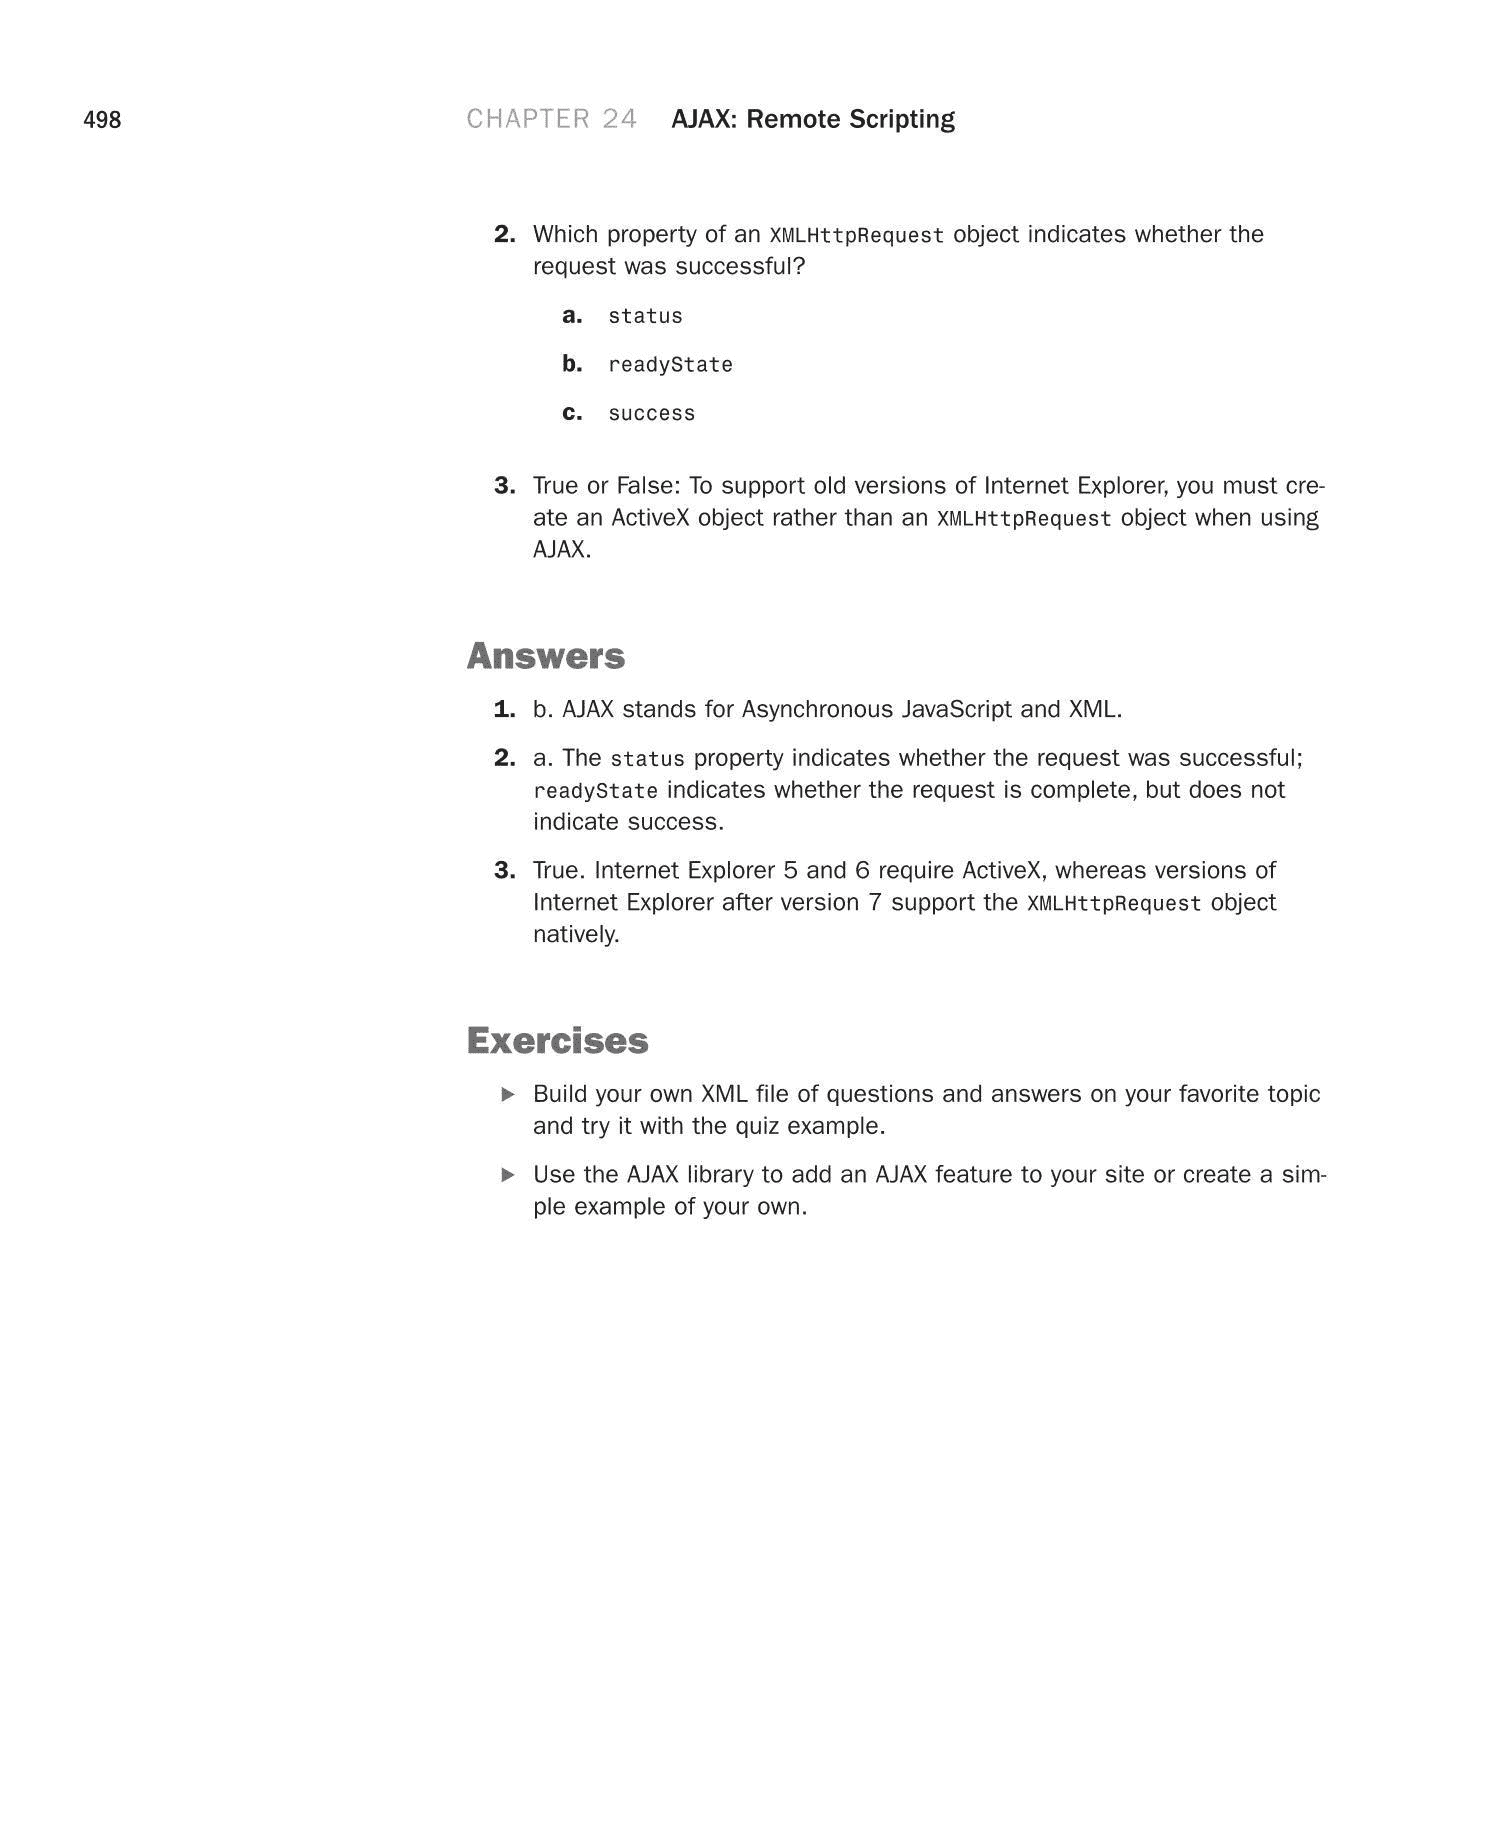 498
CHAPTER 24 AJAX: Remote Scripting
2. Which property of an XMLHttpRequest object indicates whether the
request was successful?
a. status
b. readyState
c. success
3. True or False: To support old versions of Internet Explorer, you must cre-
ate an ActiveX object rather than an XMLHttpRequest object when using
AJAX.
Answers
1. b. AJAX stands for Asynchronous JavaScript and XML.
2. a. The status property indicates whether the request was successful;
readyState indicates whether the request is complete, but does not
indicate success.
3. True. Internet Explorer 5 and 6 require ActiveX, whereas versions of
Internet Explorer after version 7 support the XMLHttpRequest object
natively.
Exercises
▶ Build your own XML file of questions and answers on your favorite topic
and try it with the quiz example.
▶ Use the AJAX library to add an AJAX feature to your site or create a sim-
ple example of your own.